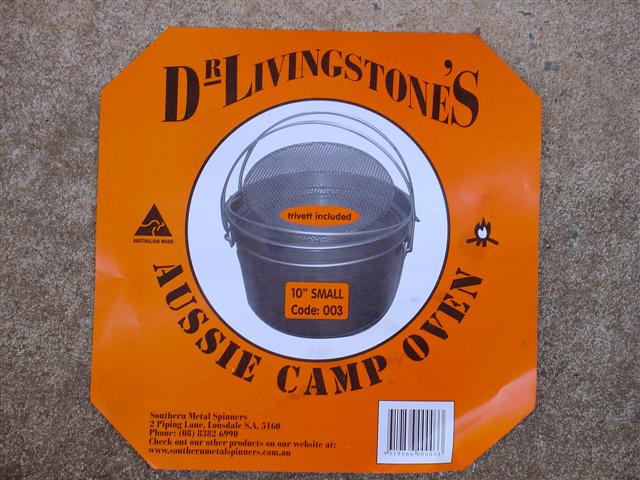 DR LIVINGSTONE'S
trivett included
10" SMALL
Code: 003
AUSTRALIAN MADE
AUSSIE CAMP OVEN
Southern Metal Spinners
2 Piping Lane, Lonsdale S.A. 5160
Phone: (08) 8382 6990
Check out our other products on our website at:
www.southernmetalspinners.com.au